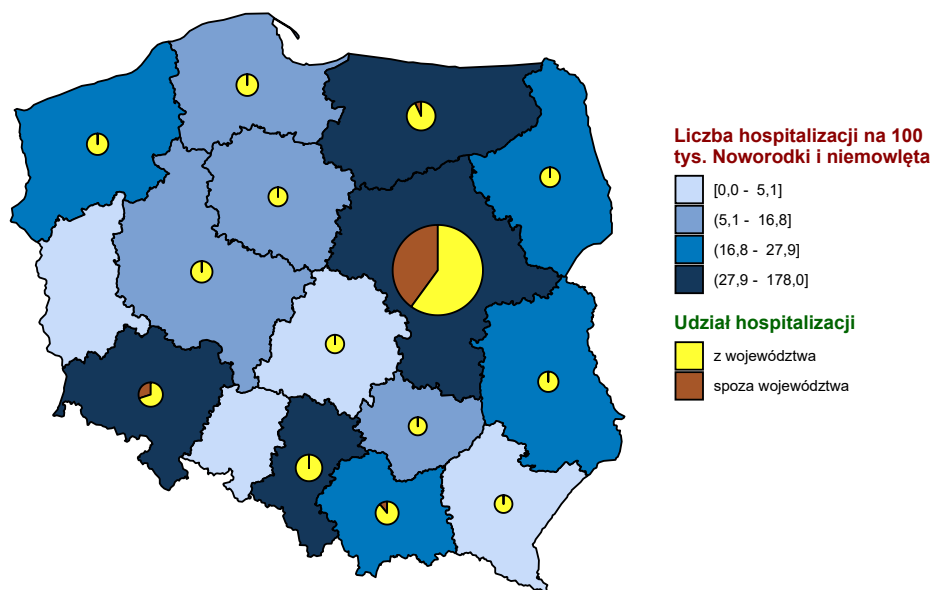 Liczba hospitalizacji na 100
tys. Noworodki i niemowlęta
[0,0 - 5,1]
(5,1 - 16,8]
(16,8 - 27,9]
(27,9 - 178,0]
Udział hospitalizacji
z województwa
spoza województwa